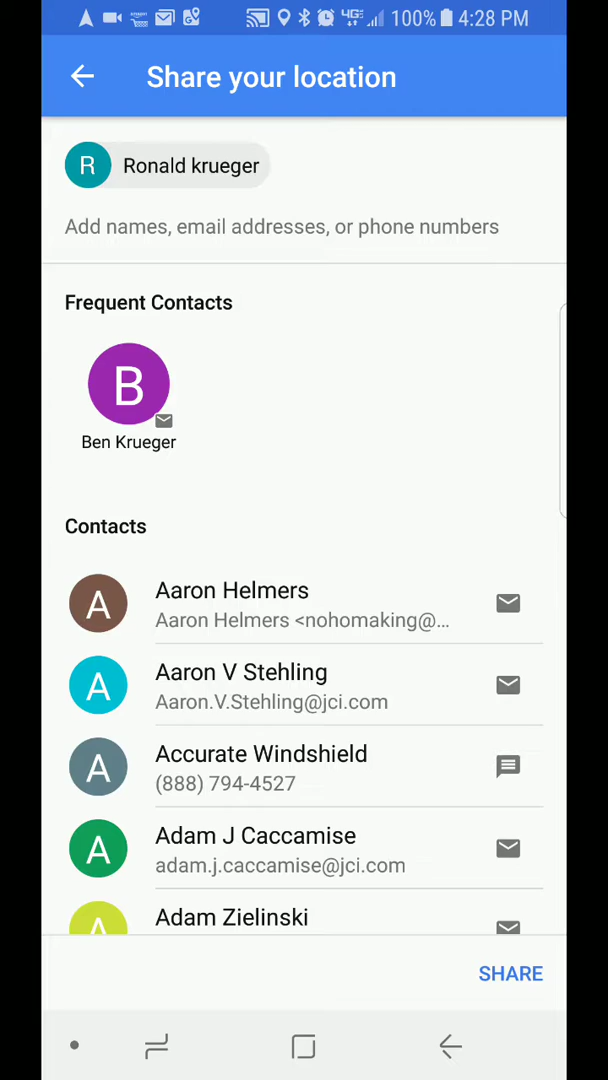 4G 100% 4:28 PM
Share your location
R Ronald krueger
Add names, email addresses, or phone numbers
Frequent Contacts
B
Ben Krueger
Contacts
A Aaron Helmers
Aaron Helmers <nohomaking@...
A Aaron V Stehling
Aaron.V.Stehling@jci.com
A Accurate Windshield
(888) 794-4527
A Adam J Caccamise
adam.j.caccamise@jci.com
A Adam Zielinski
SHARE